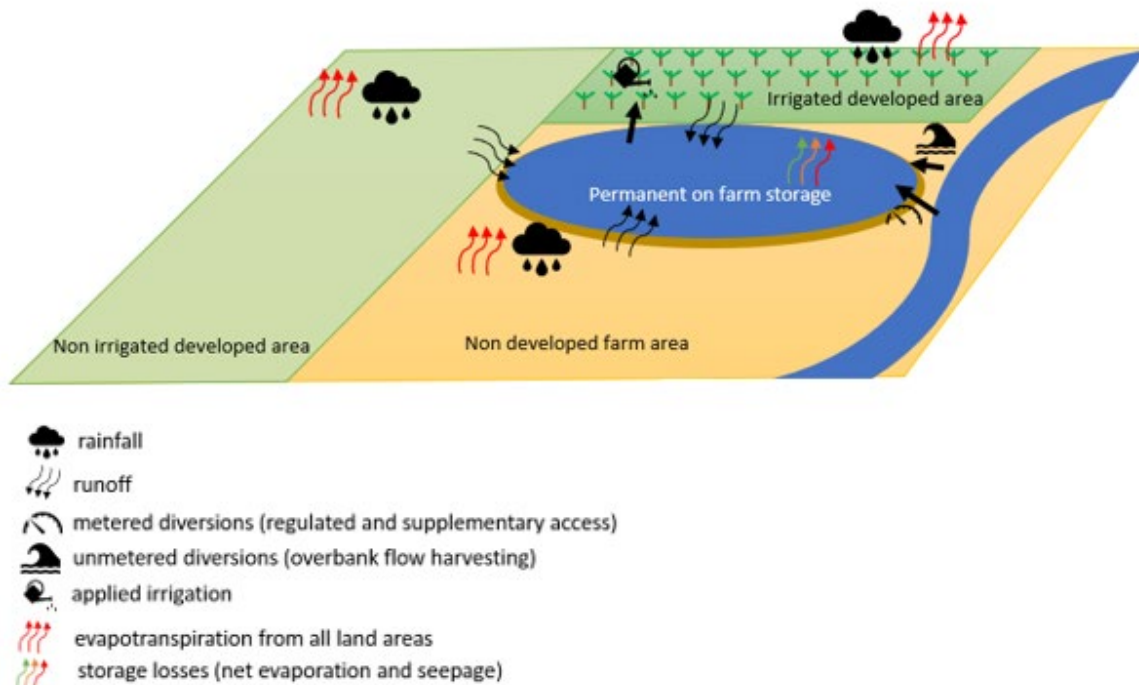 Irrigated developed area
Permanent on farm storage
Non irrigated developed area
Non developed farm area
rainfall
runoff
metered diversions (regulated and supplementary access)
unmetered diversions (overbank flow harvesting)
applied irrigation
evapotranspiration from all land areas
storage losses (net evaporation and seepage)